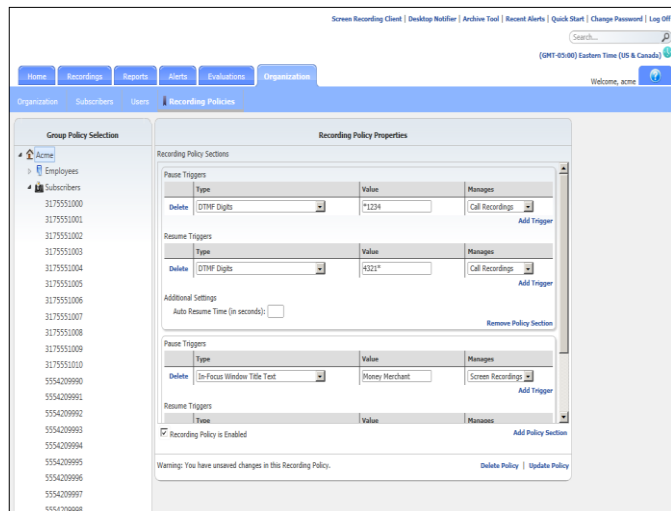 Screen Recording Client | Desktop Notifier | Archive Tool | Recent Alerts | Quick Start | Change Password | Log Off
Search...
(GMT-05:00) Eastern Time (US & Canada)
Home Recordings Reports Alerts Evaluations Organization
Welcome, acme
Organization Subscribers Users Recording Policies
Group Policy Selection
Acme
Employees
Subscribers
3175551000
3175551001
3175551002
3175551003
3175551004
3175551005
3175551006
3175551007
3175551008
3175551009
3175551010
5554209990
5554209991
5554209992
5554209993
5554209994
5554209995
5554209996
5554209997
5554209998
Recording Policy Properties
Recording Policy Sections
Pause Triggers
Type Value Manages
Delete DTMF Digits *1234 Call Recordings
Add Trigger
Resume Triggers
Type Value Manages
Delete DTMF Digits 4321* Call Recordings
Add Trigger
Additional Settings
Auto Resume Time (in seconds):
Remove Policy Section
Pause Triggers
Type Value Manages
Delete In-Focus Window Title Text Money Merchant Screen Recordings
Add Trigger
Resume Triggers
Type Value Manages
Recording Policy is Enabled Add Policy Section
Warning: You have unsaved changes in this Recording Policy. Delete Policy | Update Policy